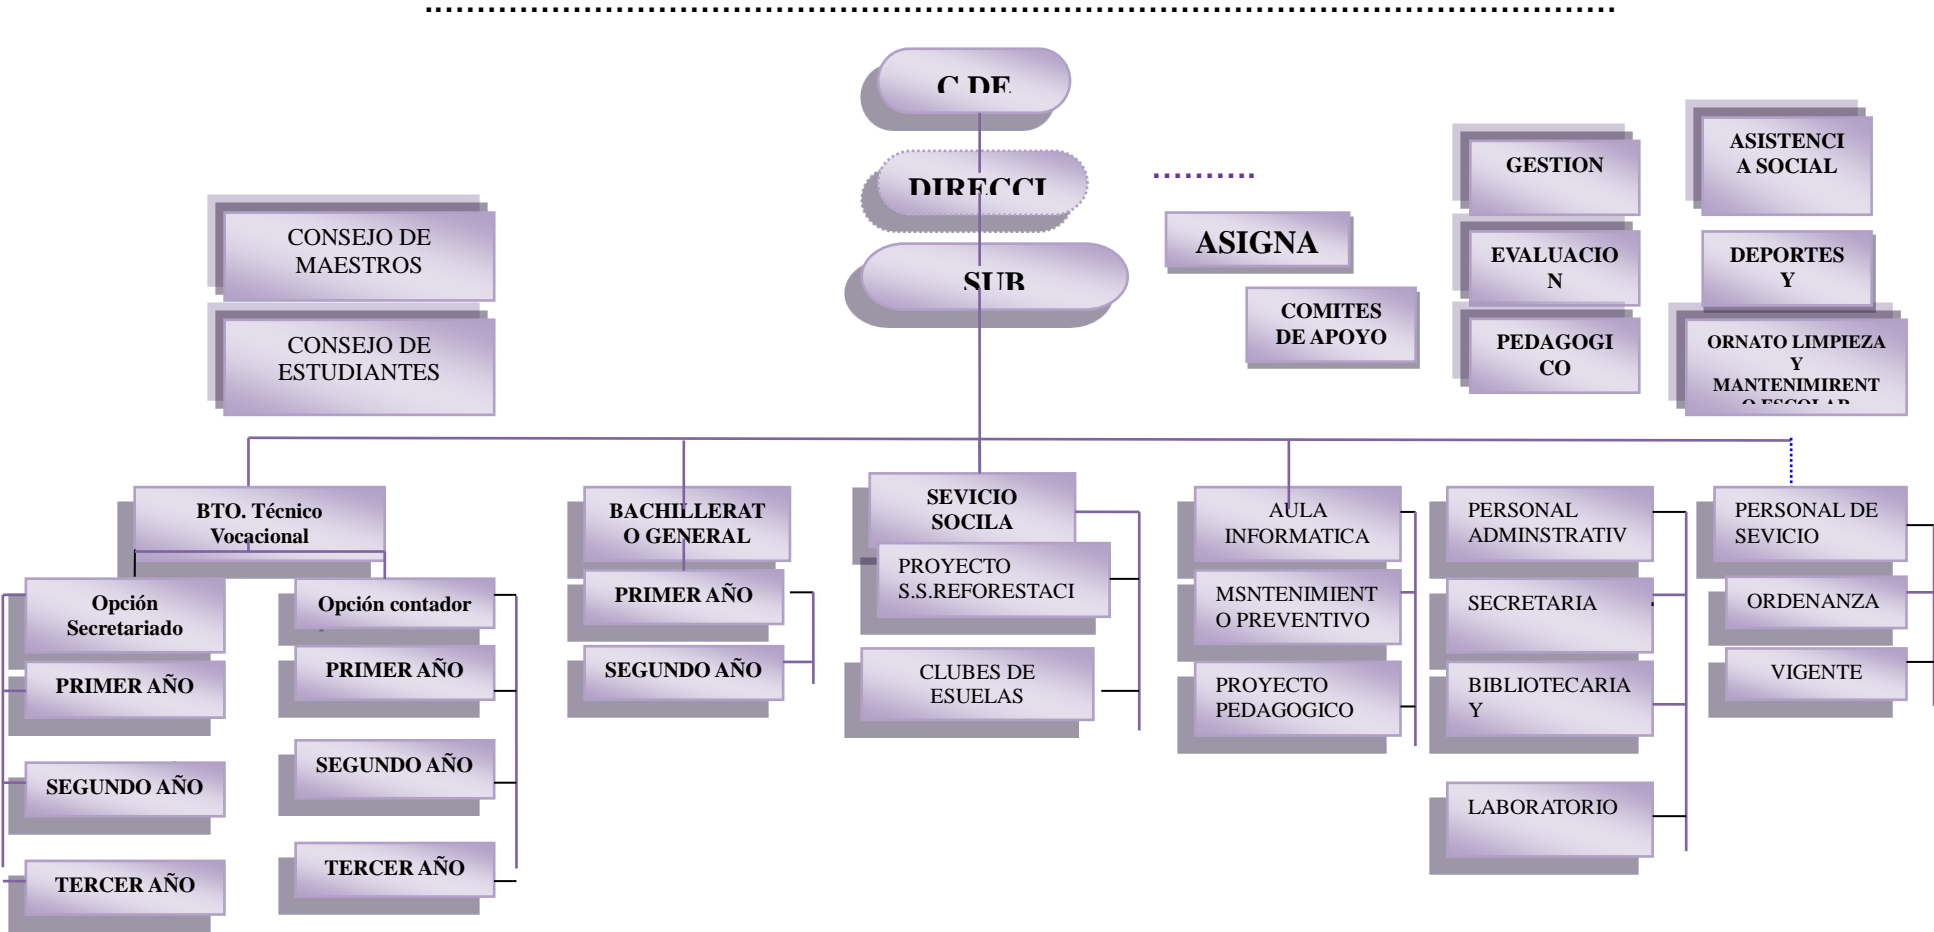 C DE
DIRECCI
SUB
CONSEJO DE
MAESTROS
CONSEJO DE
ESTUDIANTES
ASIGNA
COMITES
DE APOYO
GESTION
EVALUACIO
N
PEDAGOGI
CO
ASISTENCI
A SOCIAL
DEPORTES
Y
ORNATO LIMPIEZA
Y
MANTENIMIRENT
O ESCOLAR
BTO. Técnico
Vocacional
Opción
Secretariado
PRIMER AÑO
SEGUNDO AÑO
TERCER AÑO
Opción contador
PRIMER AÑO
SEGUNDO AÑO
TERCER AÑO
BACHILLERAT
O GENERAL
PRIMER AÑO
SEGUNDO AÑO
SEVICIO
SOCILA
PROYECTO
S.S.REFORESTACI
CLUBES DE
ESUELAS
AULA
INFORMATICA
MSNTENIMIENT
O PREVENTIVO
PROYECTO
PEDAGOGICO
PERSONAL
ADMINSTRATIV
SECRETARIA
BIBLIOTECARIA
Y
LABORATORIO
PERSONAL DE
SEVICIO
ORDENANZA
VIGENTE